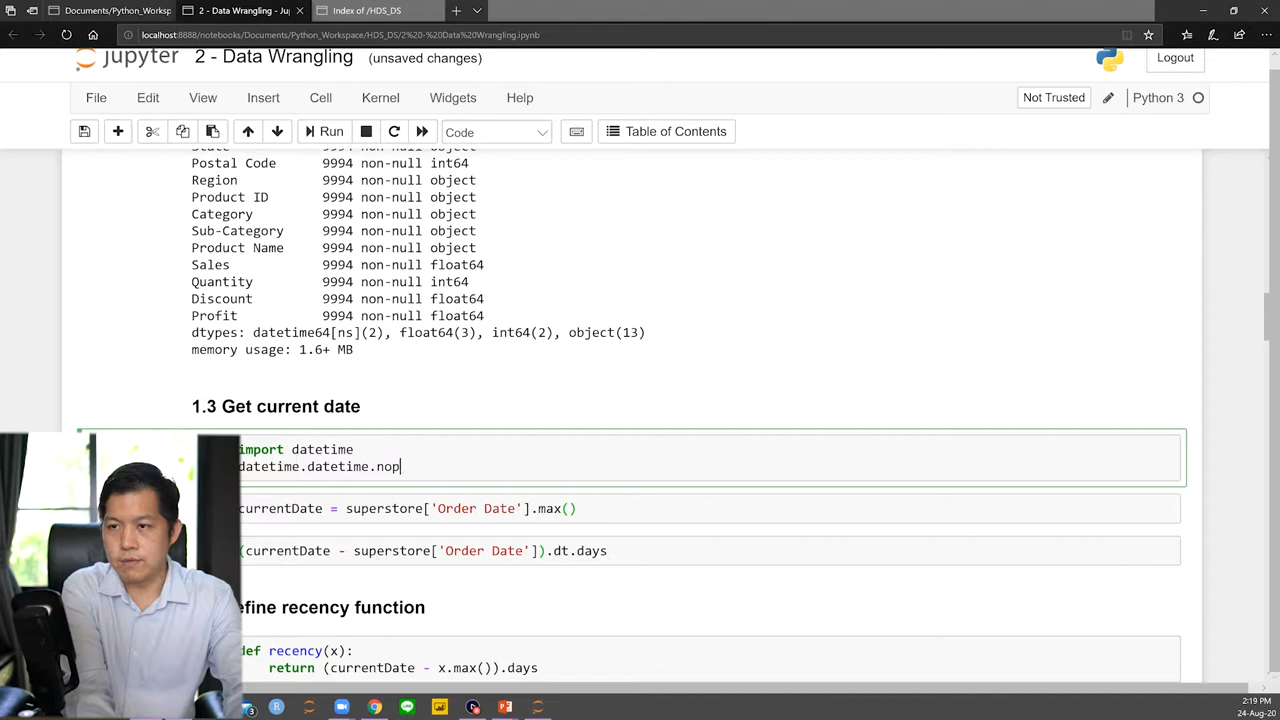 Documents/Python_Worksp
2 - Data Wrangling - Jup
Index of /HDS_DS
localhost:8888/notebooks/Documents/Python_Workspace/HDS_DS/2%20-%20Data%20Wrangling.ipynb
jupyter 2 - Data Wrangling (unsaved changes)
Logout
File Edit View Insert Cell Kernel Widgets Help
Not Trusted
Python 3
Run
Code
Table of Contents
State 9994 non-null object
Postal Code 9994 non-null int64
Region 9994 non-null object
Product ID 9994 non-null object
Category 9994 non-null object
Sub-Category 9994 non-null object
Product Name 9994 non-null object
Sales 9994 non-null float64
Quantity 9994 non-null int64
Discount 9994 non-null float64
Profit 9994 non-null float64
dtypes: datetime64[ns](2), float64(3), int64(2), object(13)
memory usage: 1.6+ MB
1.3 Get current date
import datetime
datetime.datetime.nop
currentDate = superstore['Order Date'].max()
(currentDate - superstore['Order Date']).dt.days
efine recency function
def recency(x):
return (currentDate - x.max()).days
2:19 PM
24-Aug-20